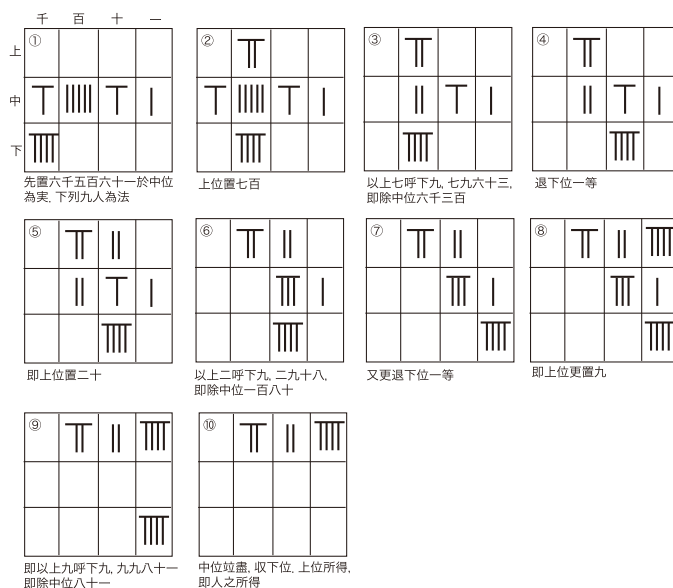 千 百 十 一
上
中
下
①
先置六千五百六十一於中位
為実, 下列九人為法
②
上位置七百
③
以上七呼下九, 七九六十三,
即除中位六千三百
④
退下位一等
⑤
即上位置二十
⑥
以上二呼下九, 二九十八,
即除中位一百八十
⑦
又更退下位一等
⑧
即上位更置九
⑨
即以上九呼下九, 九九八十一
即除中位八十一
⑩
中位竝盡, 収下位, 上位所得,
即人之所得